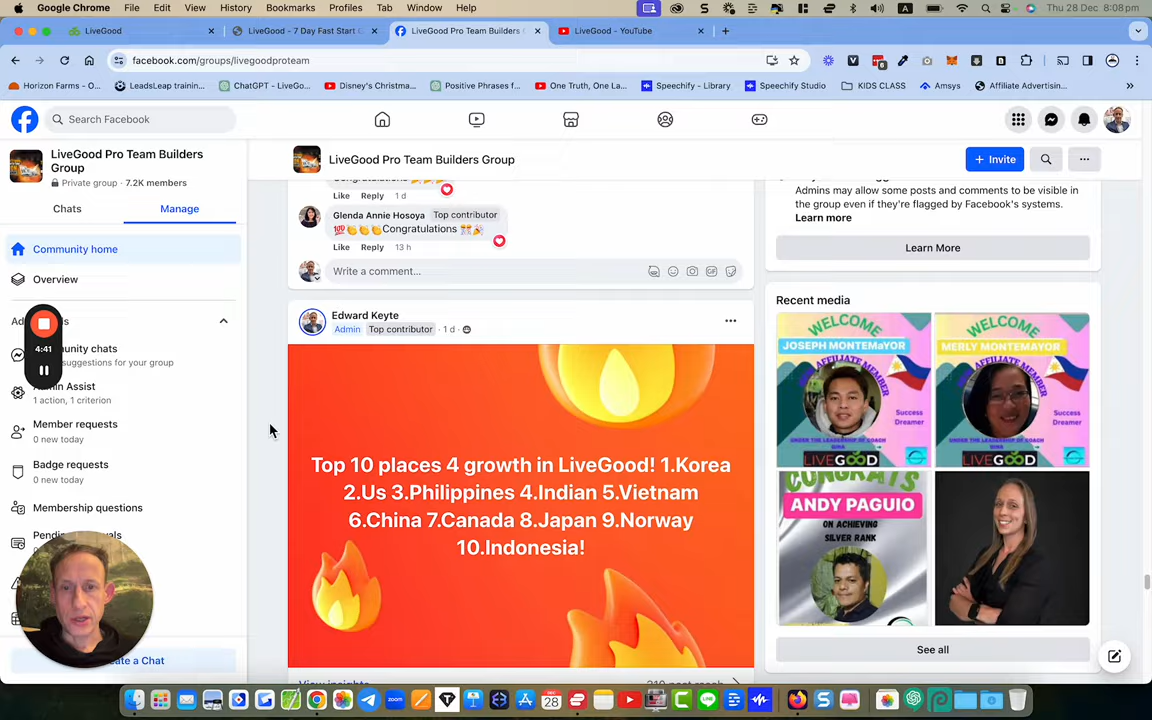 Google Chrome File Edit View History Bookmarks Profiles Tab Window Help
Thu 28 Dec 8:08pm
LiveGood
LiveGood - 7 Day Fast Start
LiveGood Pro Team Builders
LiveGood - YouTube
facebook.com/groups/livegoodproteam
Horizon Farms - O...
LeadsLeap trainin...
ChatGPT - LiveGo...
Disney's Christma...
Positive Phrases f...
One Truth, One La...
Speechify - Library
Speechify Studio
KIDS CLASS
Amsys
Affiliate Advertisin...
Search Facebook
LiveGood Pro Team Builders
Group
Private group · 7.2K members
Chats
Manage
Community home
Overview
4:41
Community chats
suggestions for your group
Admin Assist
1 action, 1 criterion
Member requests
0 new today
Badge requests
0 new today
Membership questions
LiveGood Pro Team Builders Group
+ Invite
Like Reply 1 d
Glenda Annie Hosoya Top contributor
💯👏👏👏Congratulations 🎊🎉
Like Reply 13 h
Write a comment...
Edward Keyte
Admin Top contributor · 1 d ·
Top 10 places 4 growth in LiveGood! 1.Korea
2.Us 3.Philippines 4.Indian 5.Vietnam
6.China 7.Canada 8.Japan 9.Norway
10.Indonesia!
Admins may allow some posts and comments to be visible in
the group even if they're flagged by Facebook's systems.
Learn more
Learn More
Recent media
WELCOME
JOSEPH MONTEMaYOR
AFFILIATE MEMBER
Success
Dreamer
LIVEGOOD
WELCOME
MERLY MONTEMAYOR
AFFILIATE MEMBER
Success
Dreamer
LIVEGOOD
CONGRATS
ANDY PAGUIO
ON ACHIEVING
SILVER RANK
See all